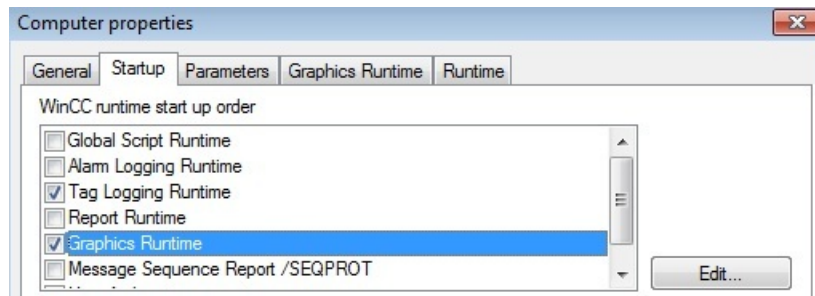 Computer properties
General Startup Parameters Graphics Runtime Runtime
WinCC runtime start up order
Global Script Runtime
Alarm Logging Runtime
Tag Logging Runtime
Report Runtime
Graphics Runtime
Message Sequence Report /SEQPROT
Edit...